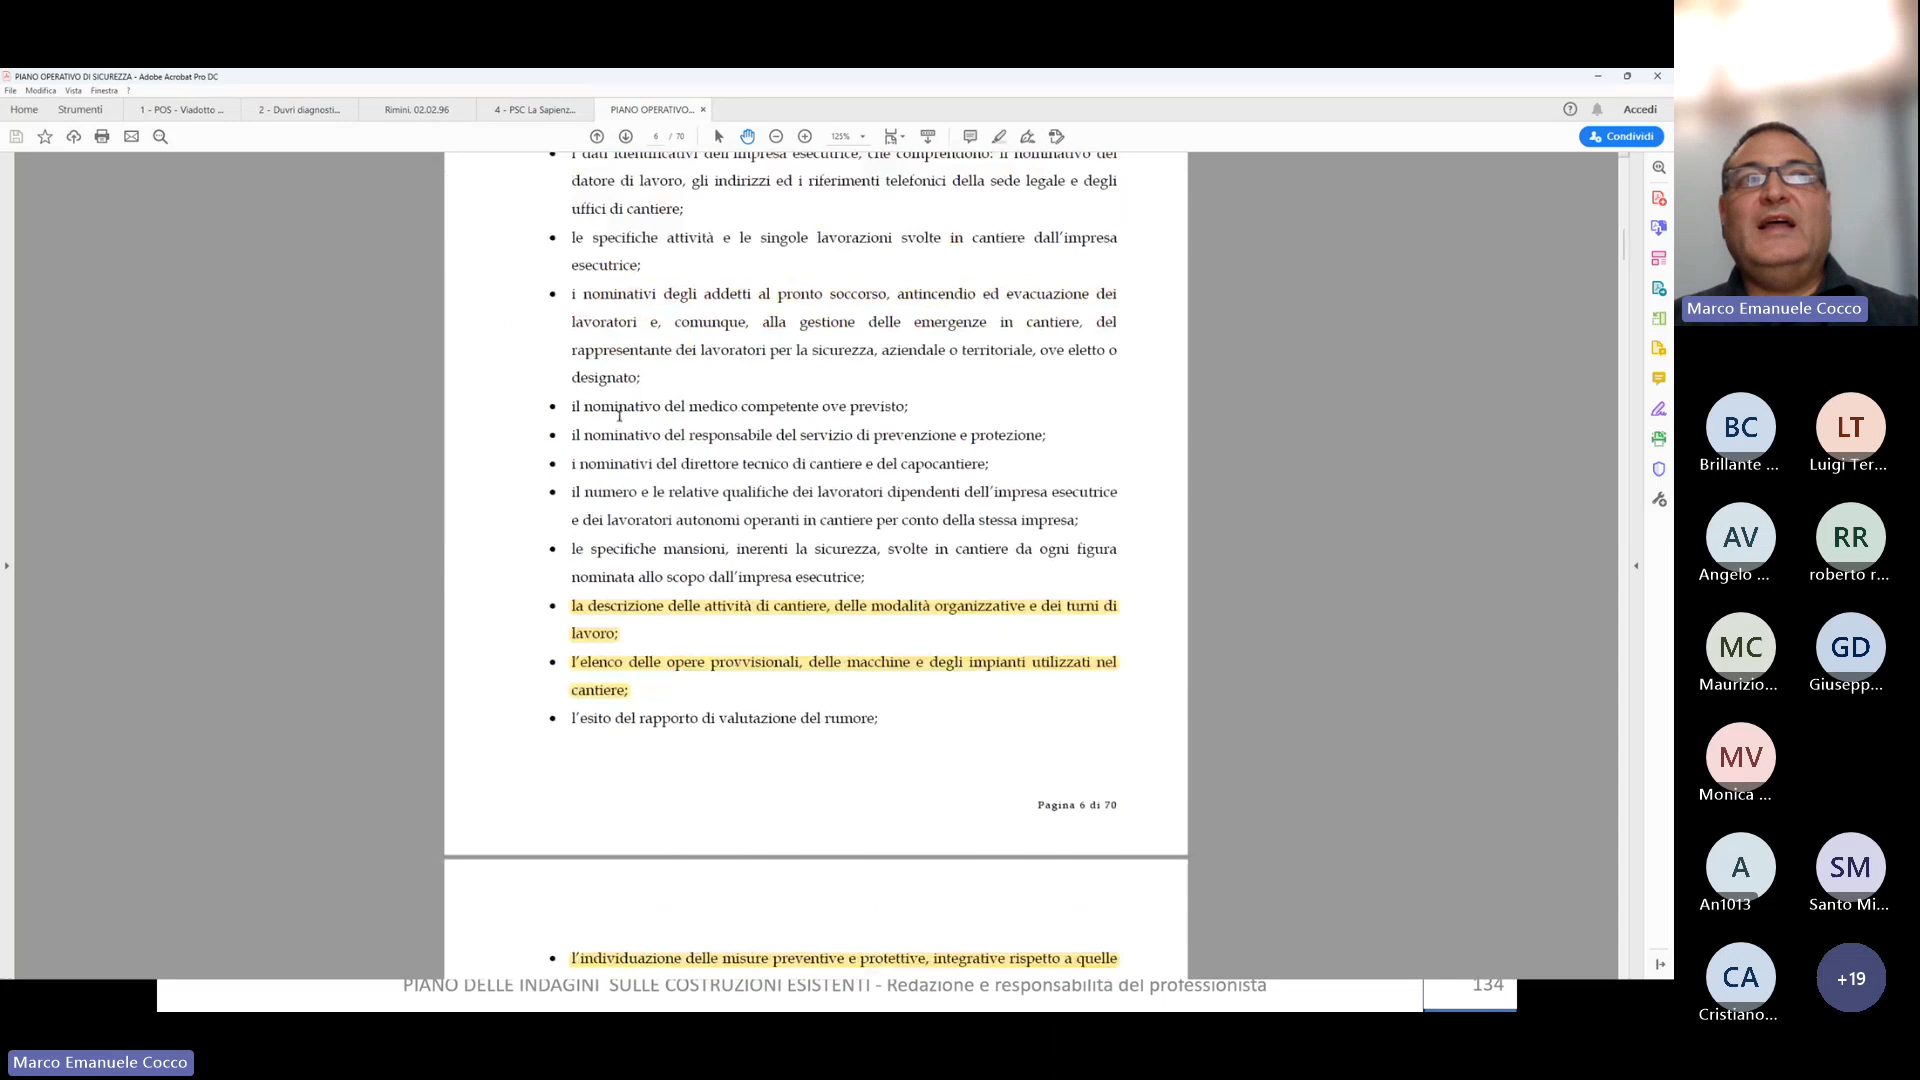 PIANO OPERATIVO DI SICUREZZA - Adobe Acrobat Pro DC
File Modifica Vista Finestra ?
Home Strumenti 1 - POS - Viadotto ... 2 - Duvri diagnosti... Rimini, 02.02.96 4 - PSC La Sapienz... PIANO OPERATIVO... × Accedi
6 / 70 125% Condividi
i dati identificativi dell'impresa esecutrice, che comprendono: il nominativo del
datore di lavoro, gli indirizzi ed i riferimenti telefonici della sede legale e degli
uffici di cantiere;
le specifiche attività e le singole lavorazioni svolte in cantiere dall'impresa
esecutrice;
i nominativi degli addetti al pronto soccorso, antincendio ed evacuazione dei
lavoratori e, comunque, alla gestione delle emergenze in cantiere, del
rappresentante dei lavoratori per la sicurezza, aziendale o territoriale, ove eletto o
designato;
il nominativo del medico competente ove previsto;
il nominativo del responsabile del servizio di prevenzione e protezione;
i nominativi del direttore tecnico di cantiere e del capocantiere;
il numero e le relative qualifiche dei lavoratori dipendenti dell'impresa esecutrice
e dei lavoratori autonomi operanti in cantiere per conto della stessa impresa;
le specifiche mansioni, inerenti la sicurezza, svolte in cantiere da ogni figura
nominata allo scopo dall'impresa esecutrice;
la descrizione delle attività di cantiere, delle modalità organizzative e dei turni di
lavoro;
l'elenco delle opere provvisionali, delle macchine e degli impianti utilizzati nel
cantiere;
l'esito del rapporto di valutazione del rumore;
Pagina 6 di 70
l'individuazione delle misure preventive e protettive, integrative rispetto a quelle
PIANO DELLE INDAGINI SULLE COSTRUZIONI ESISTENTI - Redazione e responsabilità del professionista 134
Marco Emanuele Cocco
Marco Emanuele Cocco
BC LT
Brillante ... Luigi Ter...
AV RR
Angelo ... roberto r...
MC GD
Maurizio... Giusepp...
MV
Monica ...
A SM
An1013 Santo Mi...
CA +19
Cristiano...